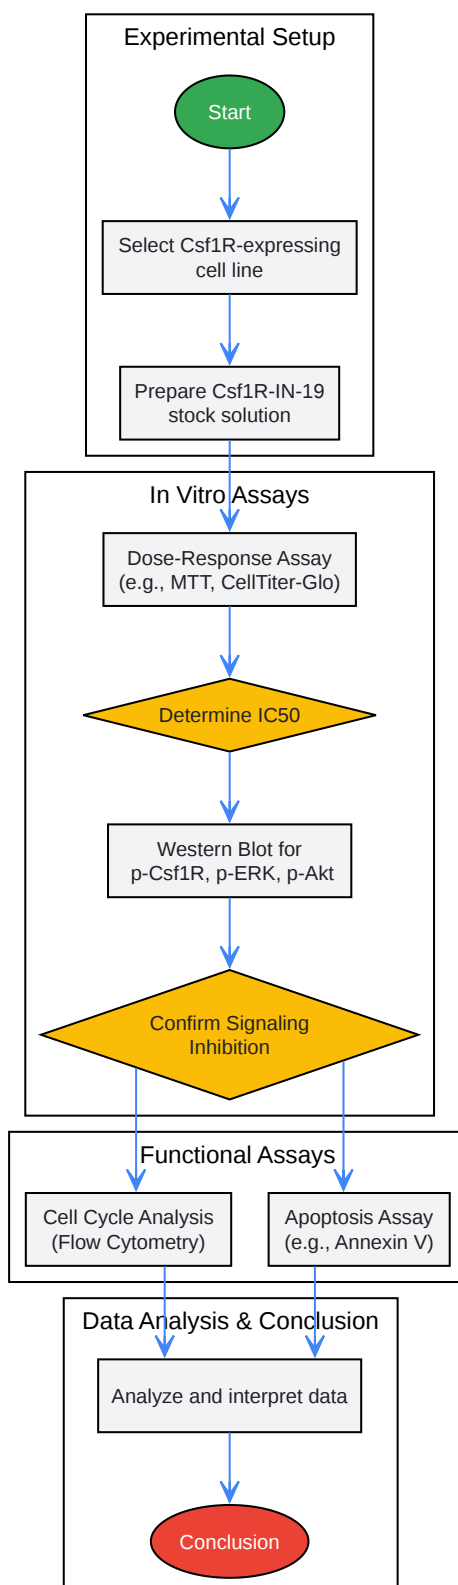 Experimental Setup
Start
Select Csf1R-expressing
cell line
Prepare Csf1R-IN-19
stock solution
In Vitro Assays
Dose-Response Assay
(e.g., MTT, CellTiter-Glo)
Determine IC50
Western Blot for
p-Csf1R, p-ERK, p-Akt
Confirm Signaling
Inhibition
Functional Assays
Cell Cycle Analysis
(Flow Cytometry)
Apoptosis Assay
(e.g., Annexin V)
Data Analysis & Conclusion
Analyze and interpret data
Conclusion